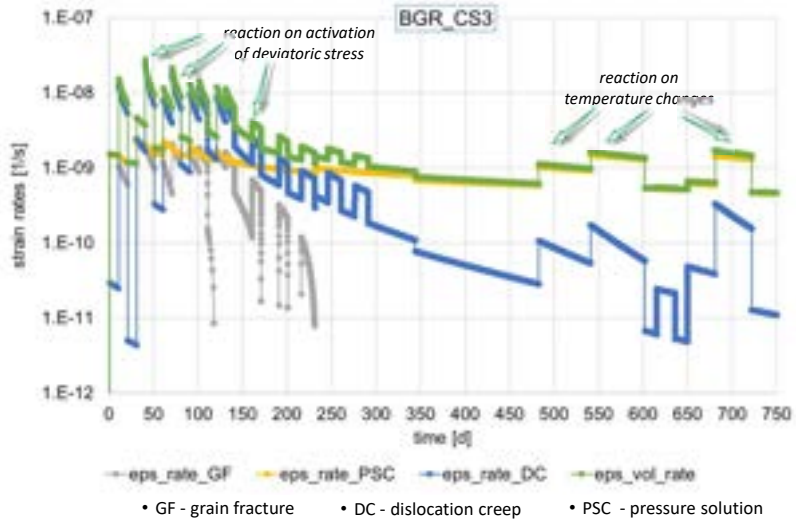 BGR_CS3
reaction on activation
of deviatoric stress
reaction on
temperature changes
strain rates [1/s]
1.E-07
1.E-08
1.E-09
1.E-10
1.E-11
1.E-12
0 50 100 150 200 250 300 350 400 450 500 550 600 650 700 750
time [d]
eps_rate_GF eps_rate_PSC eps_rate_DC eps_vol_rate
• GF - grain fracture • DC - dislocation creep • PSC - pressure solution